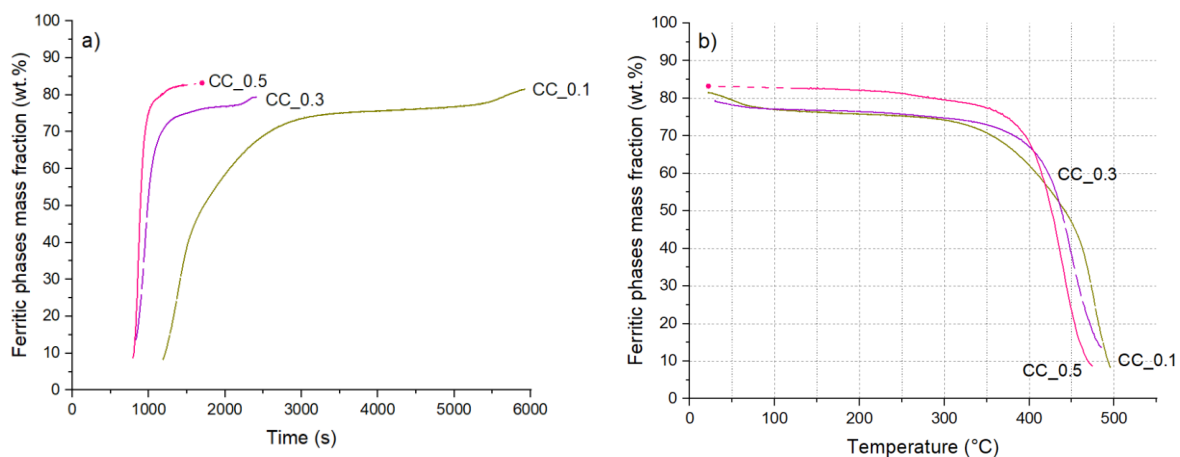 a)
Ferritic phases mass fraction (wt.%)
100
90
80
70
60
50
40
30
20
10
0
CC_0.5
CC_0.3
CC_0.1
0 1000 2000 3000 4000 5000 6000
Time (s)
b)
Ferritic phases mass fraction (wt.%)
100
90
80
70
60
50
40
30
20
10
0
CC_0.3
CC_0.5
CC_0.1
0 100 200 300 400 500
Temperature (°C)